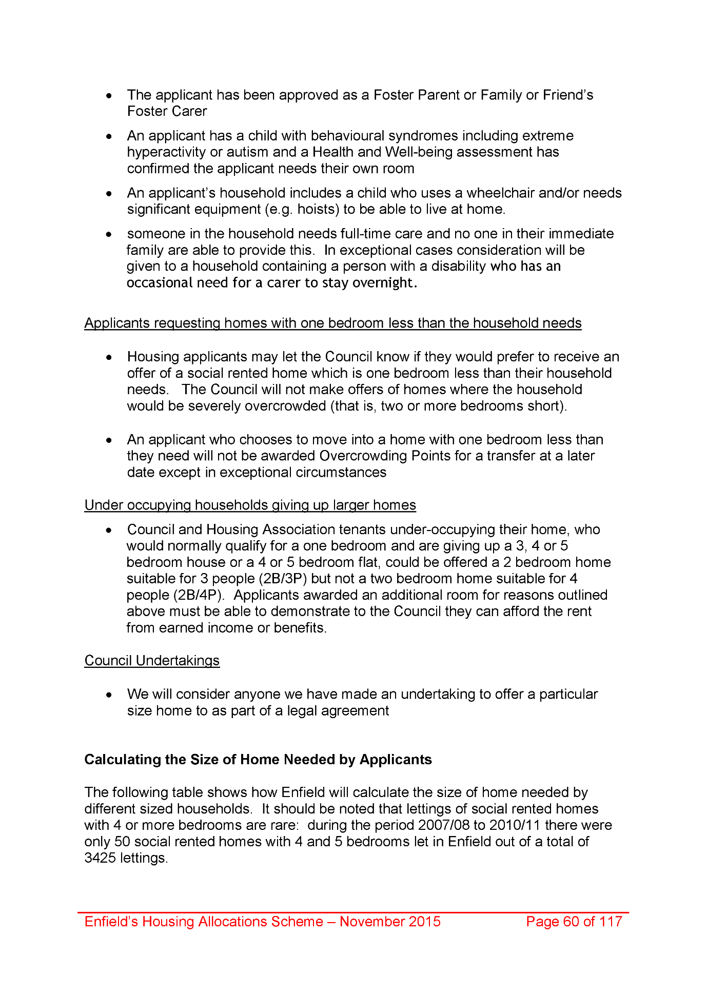 • The applicant has been approved as a Foster Parent or Family or Friend’s
Foster Carer
• An applicant has a child with behavioural syndromes including extreme
hyperactivity or autism and a Health and Well-being assessment has
confirmed the applicant needs their own room
• An applicant’s household includes a child who uses a wheelchair and/or needs
significant equipment (e.g. hoists) to be able to live at home.
• someone in the household needs full-time care and no one in their immediate
family are able to provide this.  In exceptional cases consideration will be
given to a household containing a person with a disability who has an
occasional need for a carer to stay overnight.
Applicants requesting homes with one bedroom less than the household needs
• Housing applicants may let the Council know if they would prefer to receive an
offer of a social rented home which is one bedroom less than their household
needs.   The Council will not make offers of homes where the household
would be severely overcrowded (that is, two or more bedrooms short).
• An applicant who chooses to move into a home with one bedroom less than
they need will not be awarded Overcrowding Points for a transfer at a later
date except in exceptional circumstances
Under occupying households giving up larger homes
• Council and Housing Association tenants under-occupying their home, who
would normally qualify for a one bedroom and are giving up a 3, 4 or 5
bedroom house or a 4 or 5 bedroom flat, could be offered a 2 bedroom home
suitable for 3 people (2B/3P) but not a two bedroom home suitable for 4
people (2B/4P).  Applicants awarded an additional room for reasons outlined
above must be able to demonstrate to the Council they can afford the rent
from earned income or benefits.
Council Undertakings
• We will consider anyone we have made an undertaking to offer a particular
size home to as part of a legal agreement
Calculating the Size of Home Needed by Applicants
The following table shows how Enfield will calculate the size of home needed by
different sized households.  It should be noted that lettings of social rented homes
with 4 or more bedrooms are rare:  during the period 2007/08 to 2010/11 there were
only 50 social rented homes with 4 and 5 bedrooms let in Enfield out of a total of
3425 lettings.
Enfield’s Housing Allocations Scheme – November 2015 Page 60 of 117